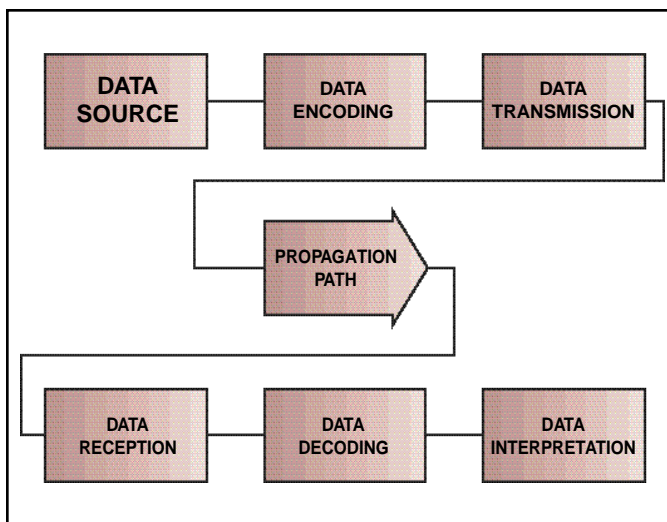 DATA
SOURCE
DATA
ENCODING
DATA
TRANSMISSION
PROPAGATION
PATH
DATA
RECEPTION
DATA
DECODING
DATA
INTERPRETATION